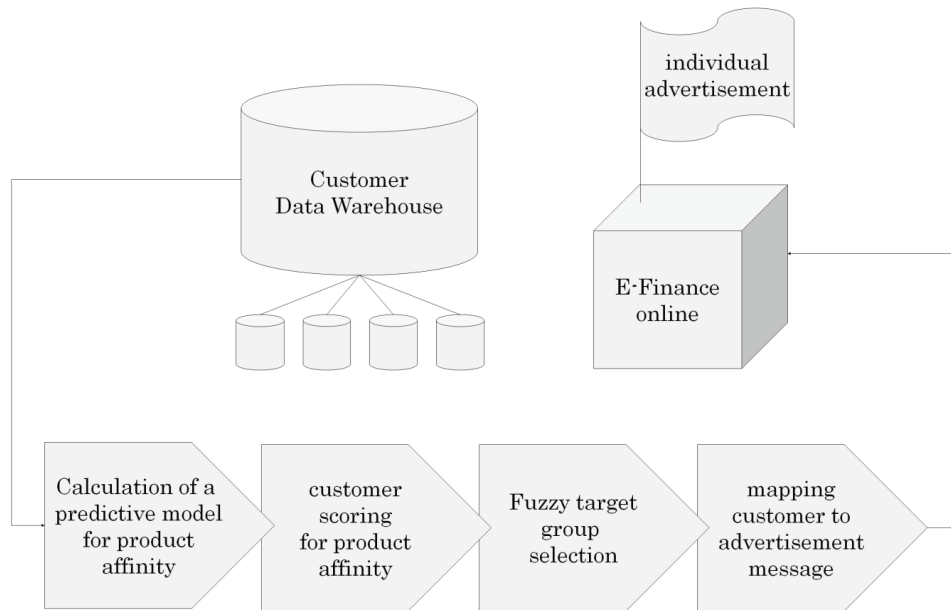 individual
advertisement
Customer
Data Warehouse
E-Finance
online
Calculation of a
predictive model
for product
affinity
customer
scoring
for product
affinity
Fuzzy target
group
selection
mapping
customer to
advertisement
message